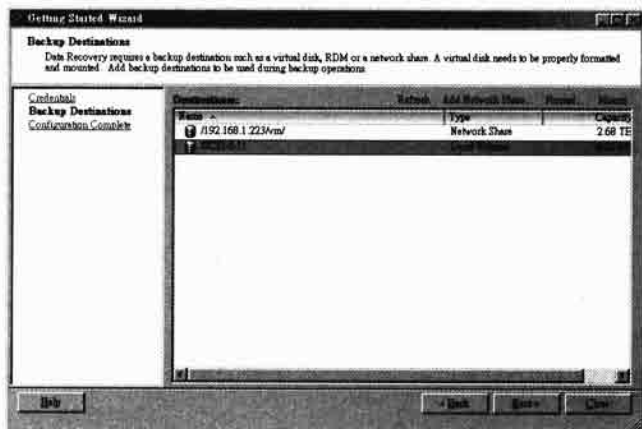 Getting Started Wizard
Backup Destinations
Data Recovery requires a backup destination such as a virtual disk, RDM or a network share. A virtual disk needs to be properly formatted
and mounted. Add backup destinations to be used during backup operations.
Credentials
Backup Destinations
Configuration Complete
Destinations:
Refresh Add Network Share... Format... Mount
Name Type Capacity
/192.168.1.223/vm/ Network Share 2.68 TB
Help
< Back Next > Close